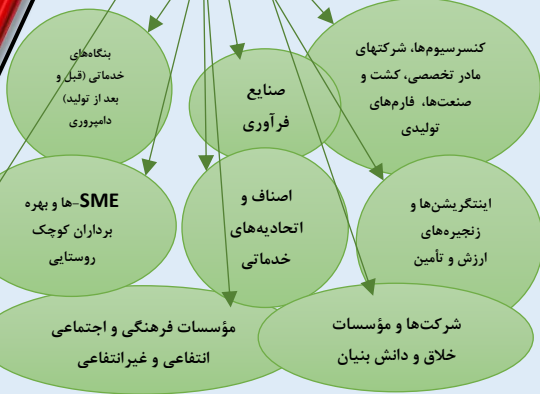 کنسرسیوم‌ها، شرکتهای
مادر تخصصی، کشت و
صنعت‌ها، فارم‌های
تولیدی
صنایع
فرآوری
بنگاه‌های
خدماتی (قبل و
بعد از تولید)
دامپروری
اینتگریشن‌ها و
زنجیره‌های
ارزش و تأمین
اصناف و
اتحادیه‌های
خدماتی
SME-ها و بهره
برداران کوچک
روستایی
شرکت‌ها و مؤسسات
خلاق و دانش بنیان
مؤسسات فرهنگی و اجتماعی
انتفاعی و غیرانتفاعی